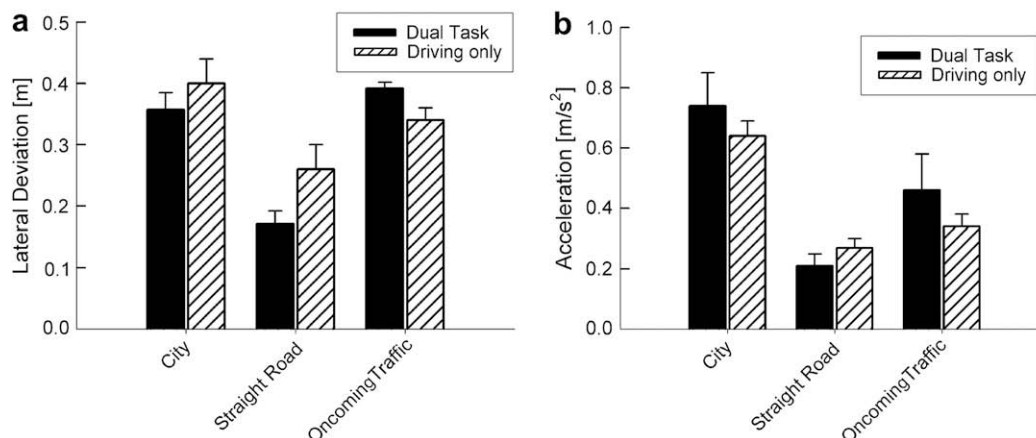 a
Dual Task
Driving only
Lateral Deviation [m]
0.5
0.4
0.3
0.2
0.1
0.0
City
Straight Road
OncomingTraffic
b
Dual Task
Driving only
Acceleration [m/s²]
1.0
0.8
0.6
0.4
0.2
0.0
City
Straight Road
OncomingTraffic